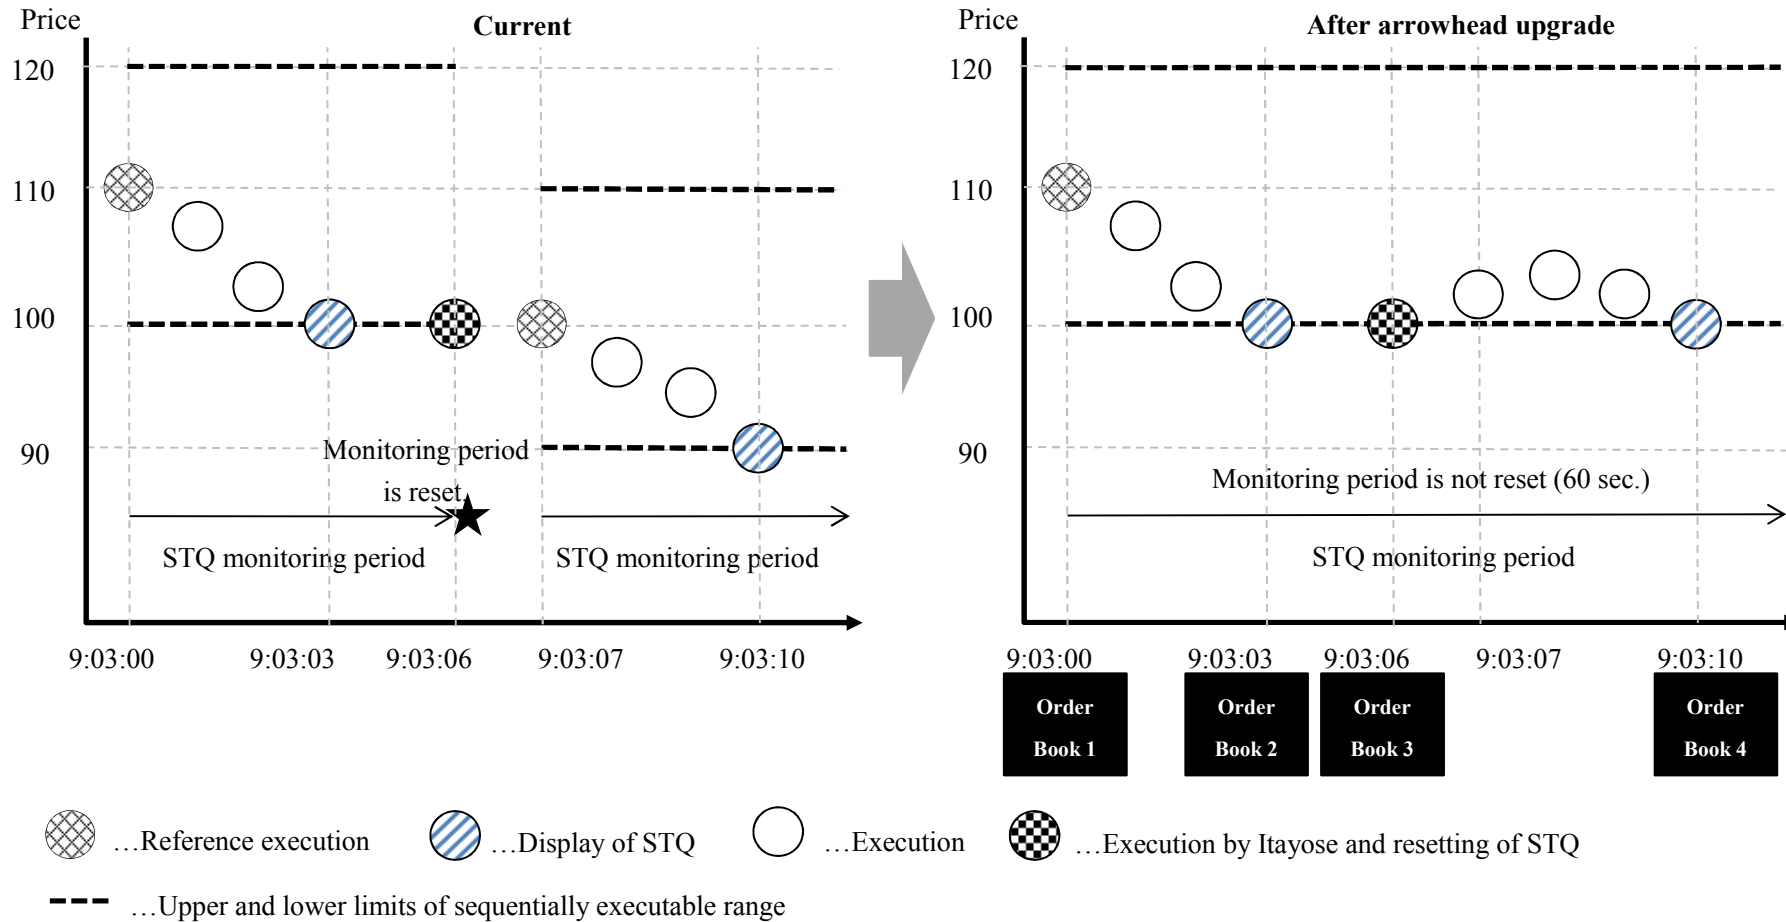 Price
Current
120
110
100
90
Monitoring period
is reset.
STQ monitoring period
STQ monitoring period
9:03:00
9:03:03
9:03:06
9:03:07
9:03:10
Price
After arrowhead upgrade
120
110
100
90
Monitoring period is not reset (60 sec.)
STQ monitoring period
9:03:00
9:03:03
9:03:06
9:03:07
9:03:10
Order
Book 1
Order
Book 2
Order
Book 3
Order
Book 4
…Reference execution
…Display of STQ
…Execution
…Execution by Itayose and resetting of STQ
…Upper and lower limits of sequentially executable range